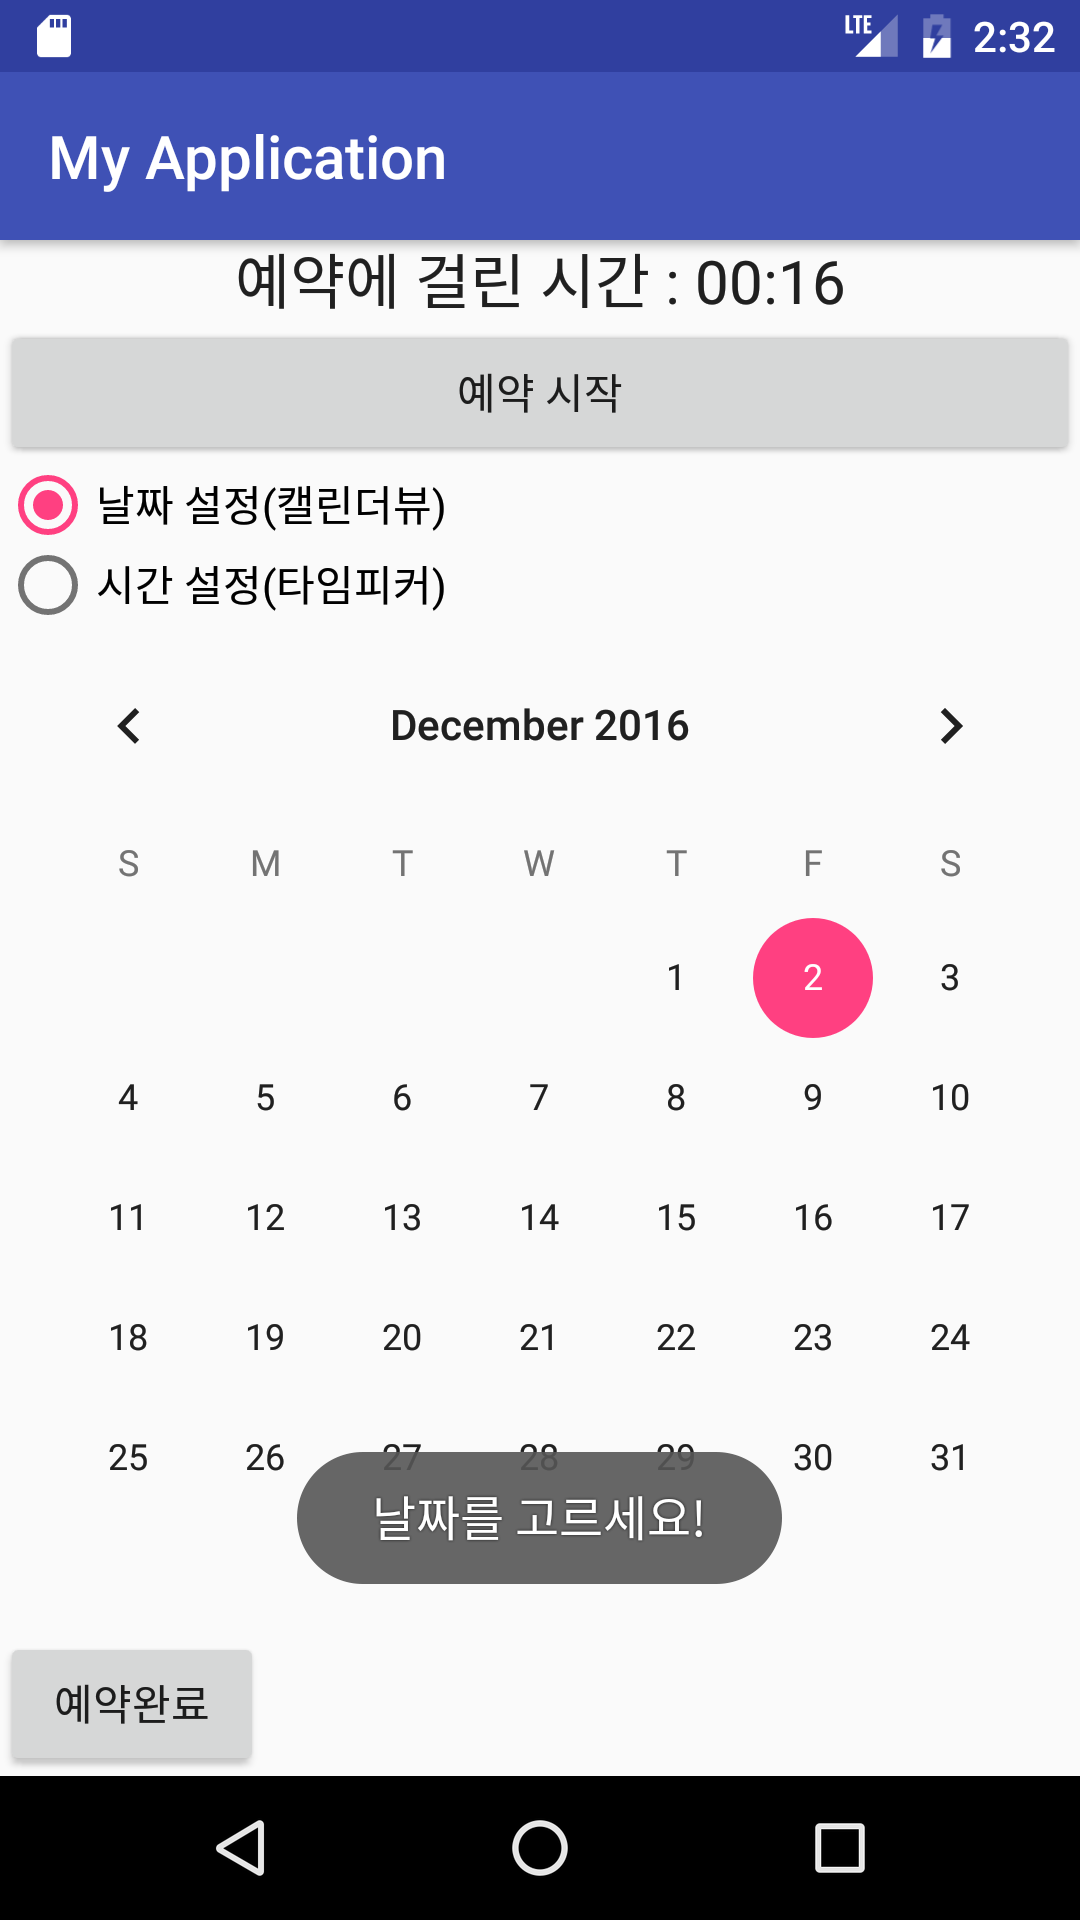 LTE 2:32
My Application
예약에 걸린 시간 : 00:16
예약 시작
날짜 설정(캘린더뷰)
시간 설정(타임피커)
December 2016
S M T W T F S
1 2 3
4 5 6 7 8 9 10
11 12 13 14 15 16 17
18 19 20 21 22 23 24
25 26 27 28 29 30 31
날짜를 고르세요!
예약완료